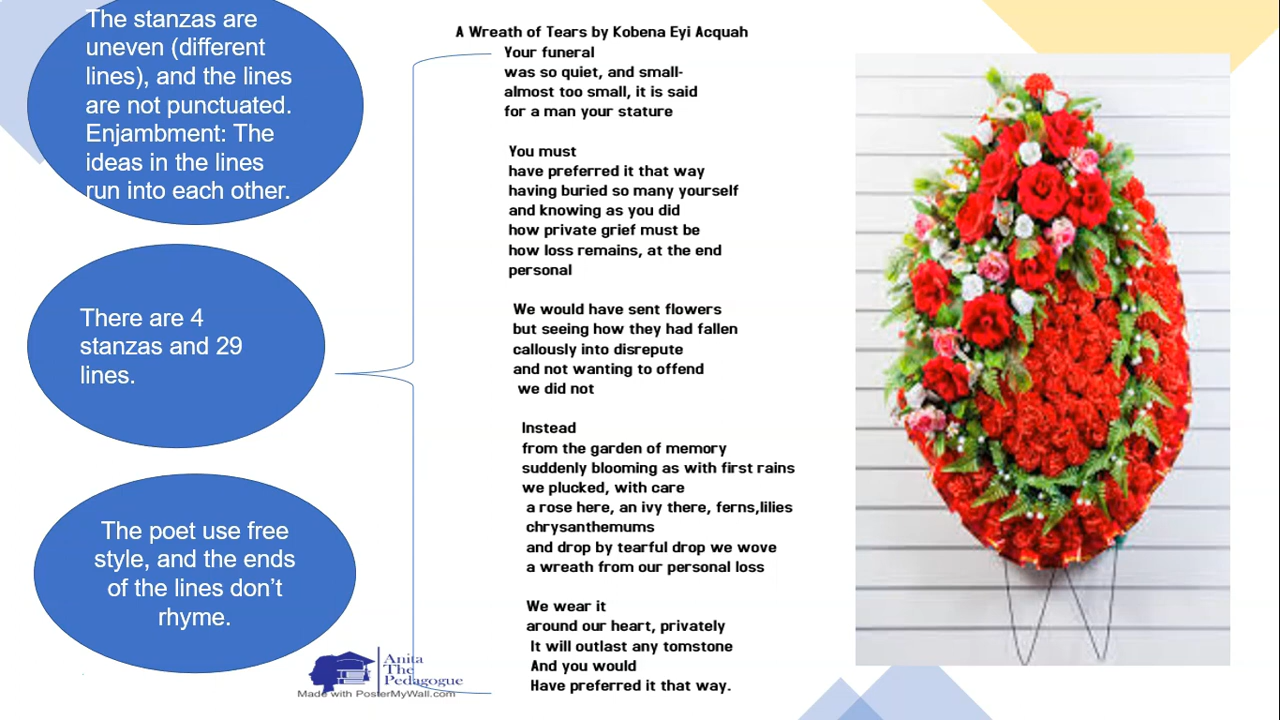 The stanzas are
uneven (different
lines), and the lines
are not punctuated.
Enjambment: The
ideas in the lines
run into each other.
There are 4
stanzas and 29
lines.
The poet use free
style, and the ends
of the lines don't
rhyme.
A Wreath of Tears by Kobena Eyi Acquah
Your funeral
was so quiet, and small-
almost too small, it is said
for a man your stature
You must
have preferred it that way
having buried so many yourself
and knowing as you did
how private grief must be
how loss remains, at the end
personal
We would have sent flowers
but seeing how they had fallen
callously into disrepute
and not wanting to offend
we did not
Instead
from the garden of memory
suddenly blooming as with first rains
we plucked, with care
a rose here, an ivy there, ferns,lilies
chrysanthemums
and drop by tearful drop we wove
a wreath from our personal loss
We wear it
around our heart, privately
It will outlast any tomstone
And you would
Have preferred it that way.
Anita
The
Pedagogue
Made with PosterMyWall.com